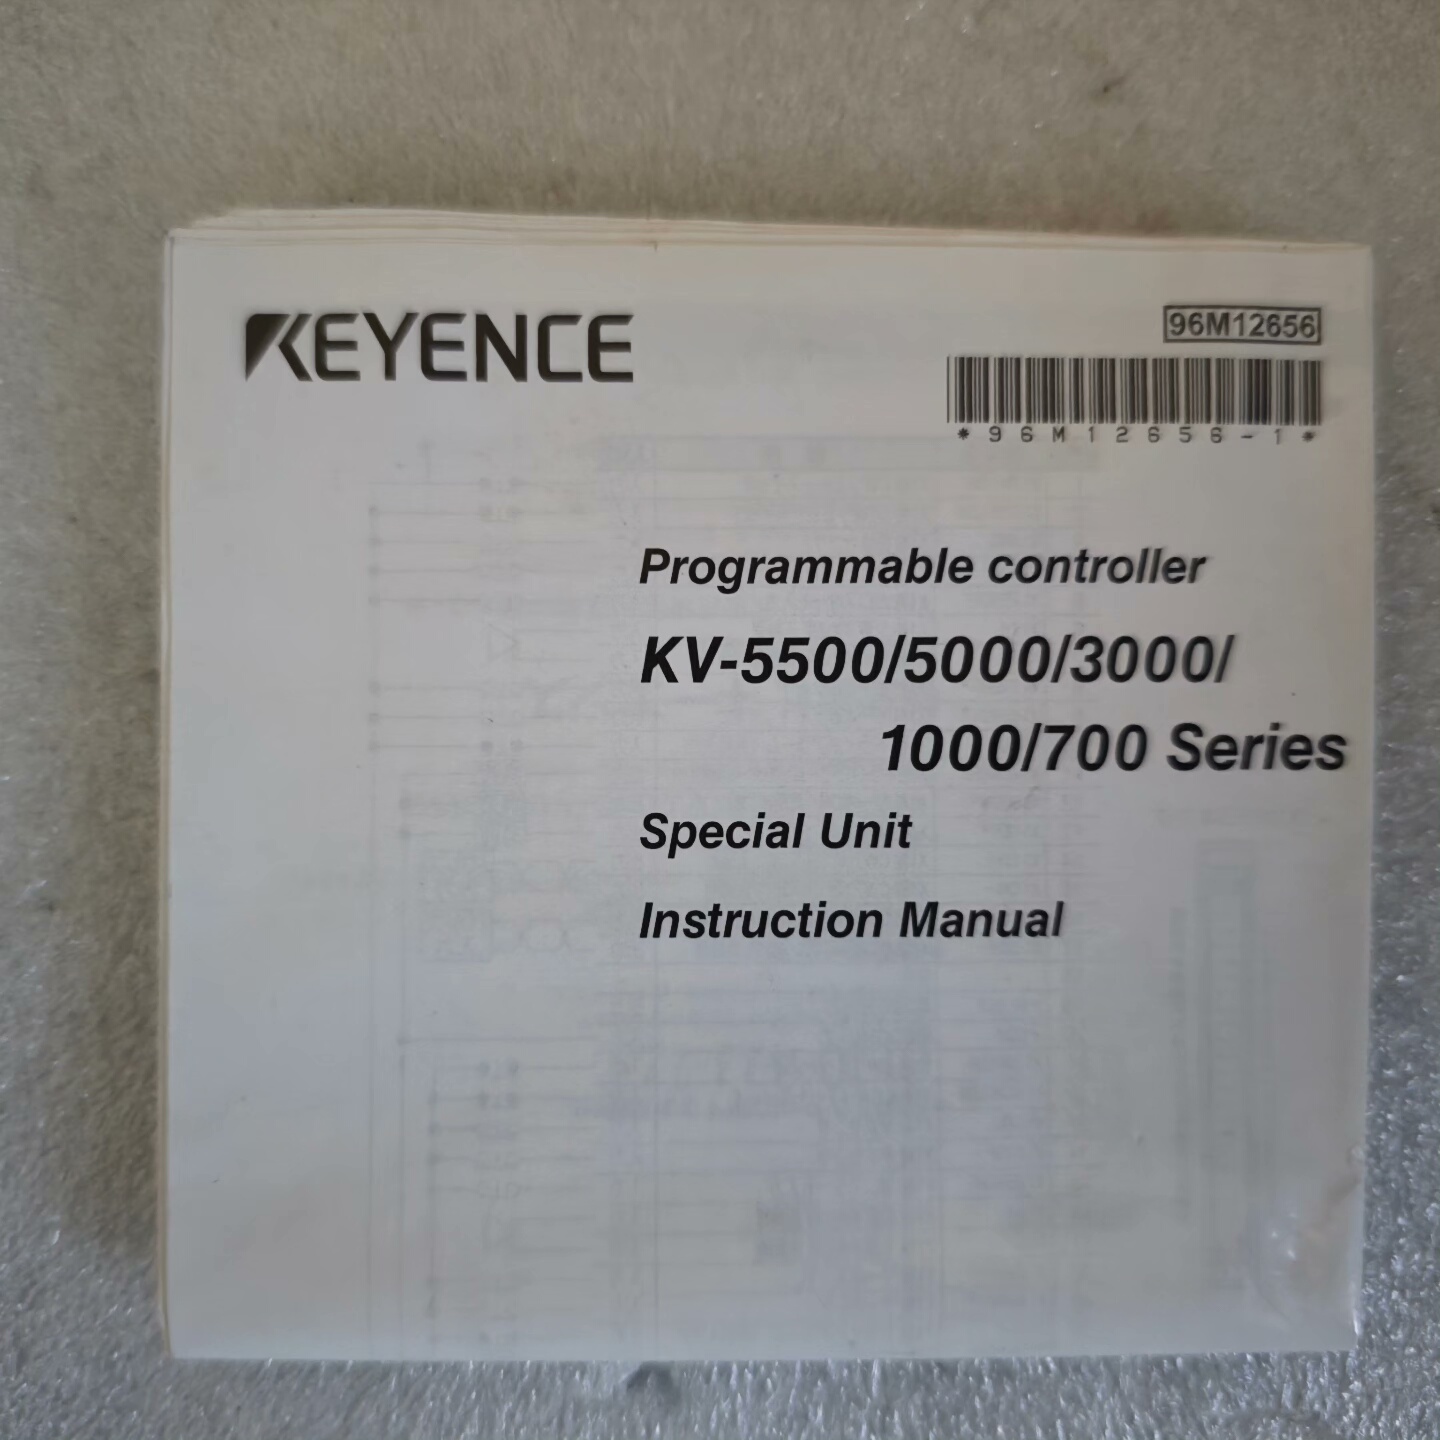 KEYENCE
96M12656
*96M12656-1*
Programmable controller
KV-5500/5000/3000/
1000/700 Series
Special Unit
Instruction Manual